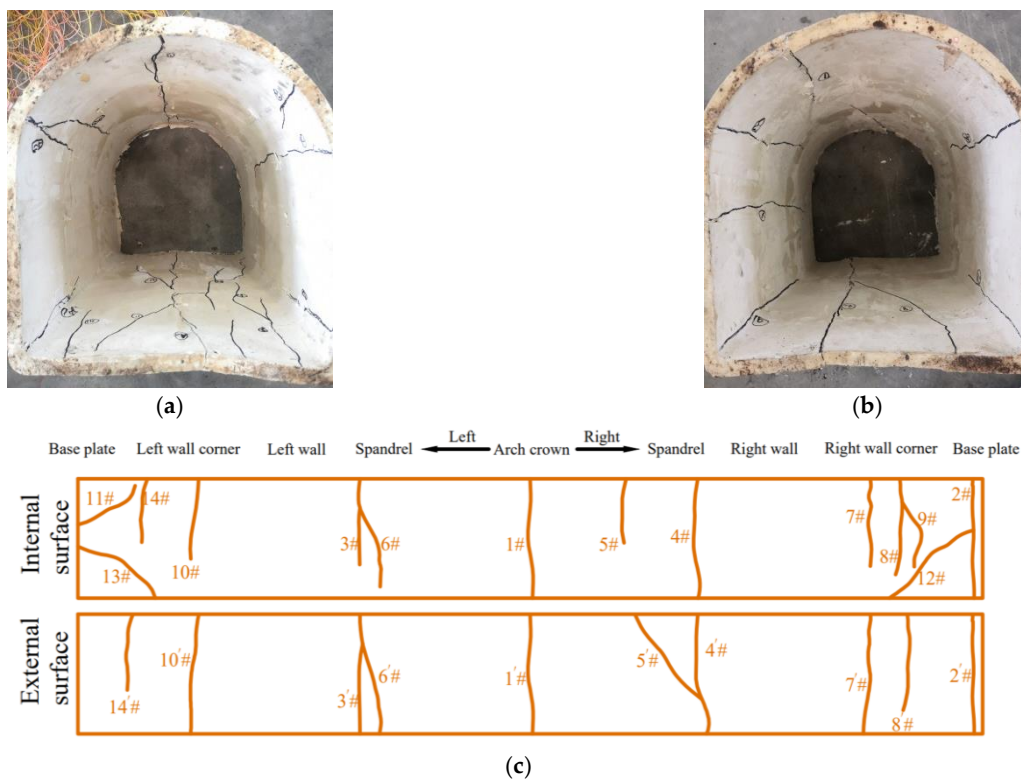 (a)
(b)
Left Arch crown Right
Base plate Left wall corner Left wall Spandrel Spandrel Right wall Right wall corner Base plate
Internal surface
11# 14# 2#
7# 9#
3# 6# 1# 5# 4#
8#
13# 10# 12#
External surface
10'# 6'# 1'# 5'# 4'# 7'# 2'#
14'# 3'# 8'#
(c)